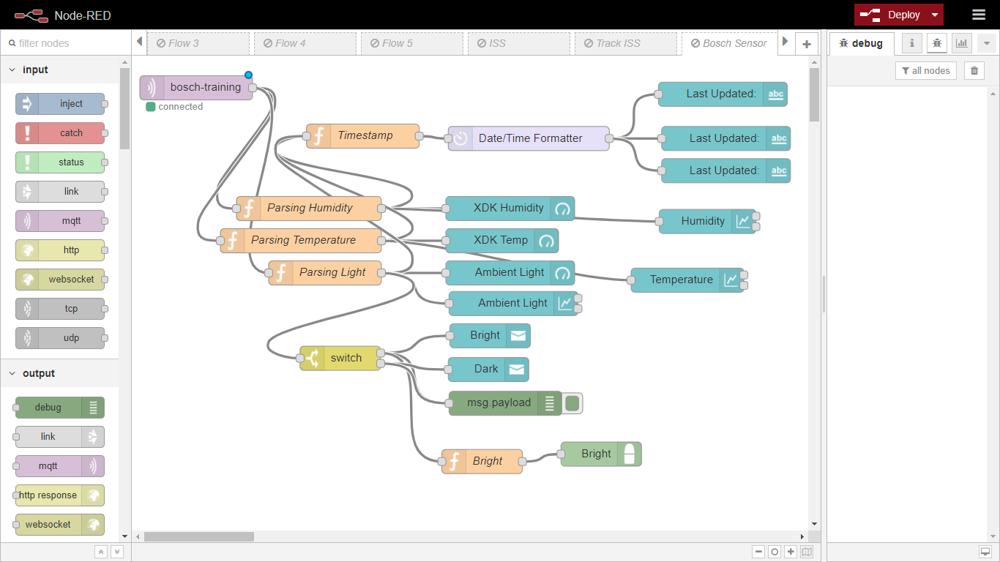 Node-RED
Deploy
filter nodes
Flow 3
Flow 4
Flow 5
ISS
Track ISS
Bosch Sensor
+
debug
i
all nodes
input
inject
catch
status
link
mqtt
http
websocket
tcp
udp
output
debug
link
mqtt
http response
websocket
bosch-training
connected
Timestamp
Date/Time Formatter
Last Updated:
abc
Last Updated:
abc
Last Updated:
abc
Parsing Humidity
XDK Humidity
Humidity
Parsing Temperature
XDK Temp
Parsing Light
Ambient Light
Temperature
Ambient Light
Bright
switch
Dark
msg.payload
Bright
Bright